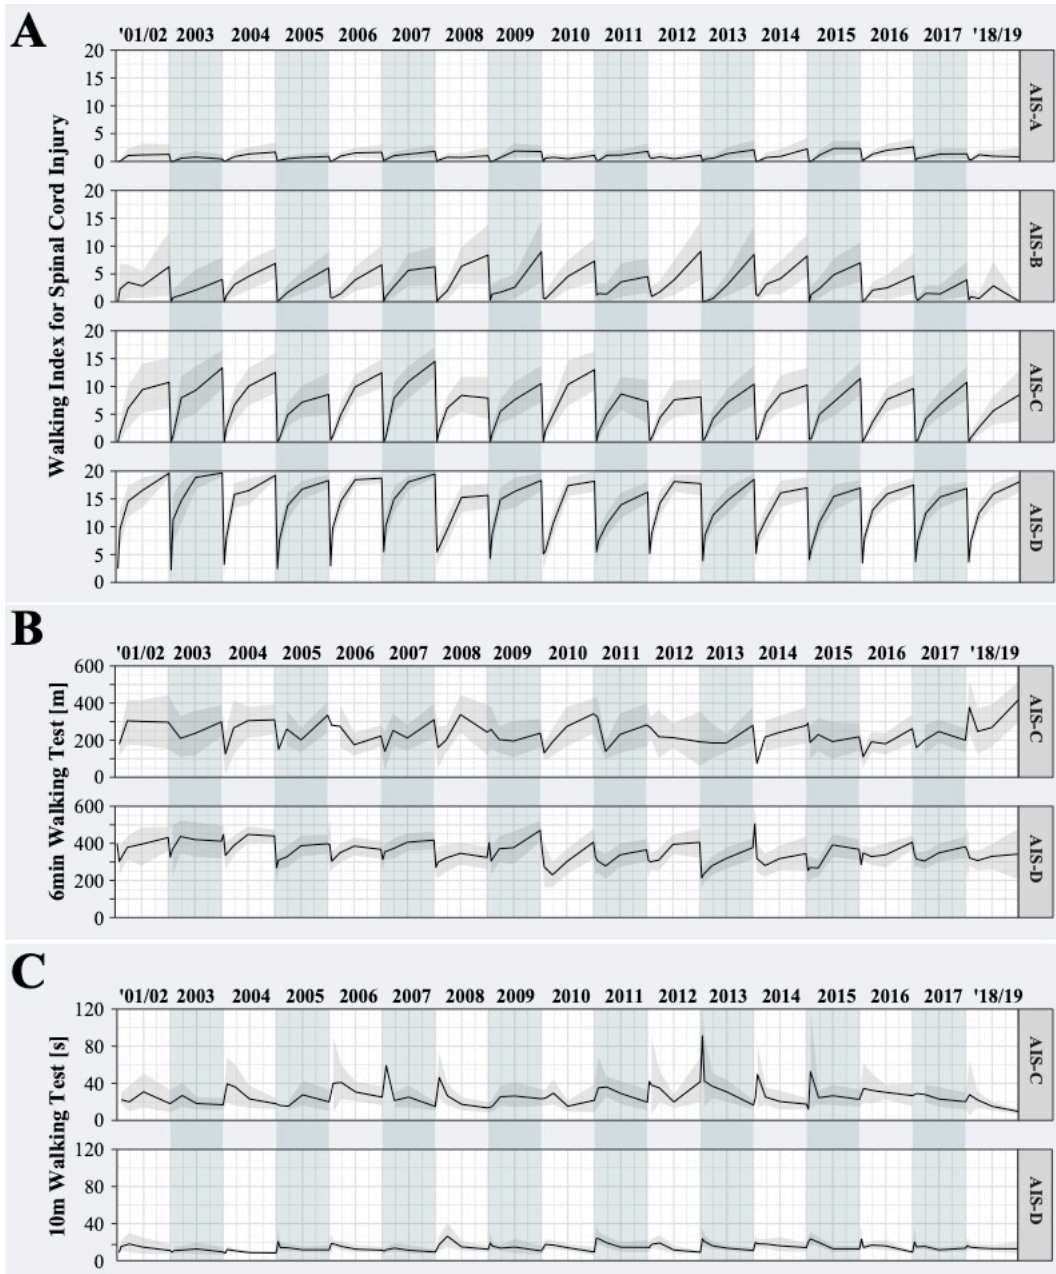 A
'01/02 2003 2004 2005 2006 2007 2008 2009 2010 2011 2012 2013 2014 2015 2016 2017 '18/19
Walking Index for Spinal Cord Injury
20
15
10
5
0
AIS-A
20
15
10
5
0
AIS-B
20
15
10
5
0
AIS-C
20
15
10
5
0
AIS-D
B
'01/02 2003 2004 2005 2006 2007 2008 2009 2010 2011 2012 2013 2014 2015 2016 2017 '18/19
6min Walking Test [m]
600
400
200
0
AIS-C
600
400
200
0
AIS-D
C
'01/02 2003 2004 2005 2006 2007 2008 2009 2010 2011 2012 2013 2014 2015 2016 2017 '18/19
10m Walking Test [s]
120
80
40
0
AIS-C
120
80
40
0
AIS-D